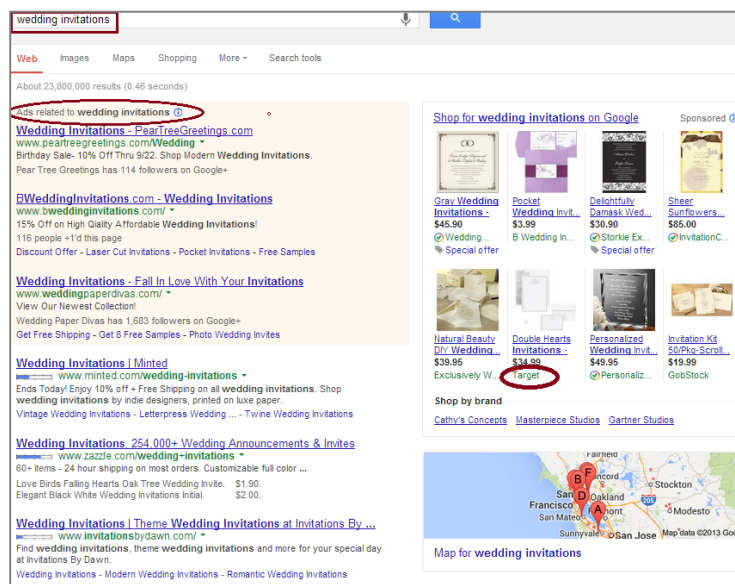 wedding invitations
Web Images Maps Shopping More Search tools
About 23,800,000 results (0.46 seconds)
Ads related to wedding invitations
Wedding Invitations - PearTreeGreetings.com
www.peartreegreetings.com/Wedding
Birthday Sale- 10% Off Thru 9/22. Shop Modern Wedding Invitations.
Pear Tree Greetings has 114 followers on Google+
BWeddingInvitations.com - Wedding Invitations
www.bweddinginvitations.com/
15% Off on High Qiality Affordable Wedding Invitations!
116 people +1'd this page
Discount Offer - Laser Cut Invitations - Pocket Invitations - Free Samples
Wedding Invitations - Fall In Love With Your Invitations
www.weddingpaperdivas.com/
View Our Newest Collection!
Wedding Paper Divas has 1,683 followers on Google+
Get Free Shipping - Get 8 Free Samples - Photo Wedding Invites
Wedding Invitations | Minted
www.minted.com/wedding-invitations
Ends Today! Enjoy 10% off + Free Shipping on all wedding invitations. Shop
wedding invitations by indie designers, printed on luxe paper.
Vintage Wedding Invitations - Letterpress Wedding ... - Twine Wedding Invitations
Wedding Invitations, 254,000+ Wedding Announcements & Invites
www.zazzle.com/wedding+invitations
60+ items - 24 hour shipping on most orders. Customizable full color ...
Love Birds Falling Hearts Oak Tree Wedding Invite. $1.90.
Elegant Black White Wedding Invitations Initial. $2.00.
Wedding Invitations | Theme Wedding Invitations at Invitations By ...
www.invitationsbydawn.com/
Find wedding invitations, theme wedding invitations and more for your special day
at Invitations By Dawn.
Wedding Invitations - Modern Wedding Invitations - Romantic Wedding Invitations
Shop for wedding invitations on Google Sponsored
Gray Wedding Invitations -
$45.90
Wedding...
Special offer
Pocket Wedding Invit...
$3.99
B Wedding In...
Delightfully Damask Wed...
$30.90
Storkie Ex...
Special offer
Sheer Sunflowers...
$85.00
InvitationC...
Natural Beauty DIY Wedding...
$39.95
Exclusively W...
Double Hearts Invitations -
$34.99
Target
Personalized Wedding Invit...
$49.95
Personaliz...
Invitation Kit 50/Pkg-Scroll...
$19.99
GobStock
Shop by brand
Cathy's Concepts Masterpiece Studios Gartner Studios
Fairfield
B F
Stockton
San Francisco
D Oakland
205
A
San Mateo
Modesto
Sunnyvale
San Jose
Map data ©2013 Goo
Map for wedding invitations